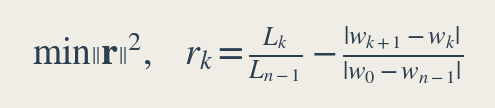 min‖𝐫‖², r_k = L_k / L_{n−1} − |w_{k+1} − w_k| / |w_0 − w_{n−1}|